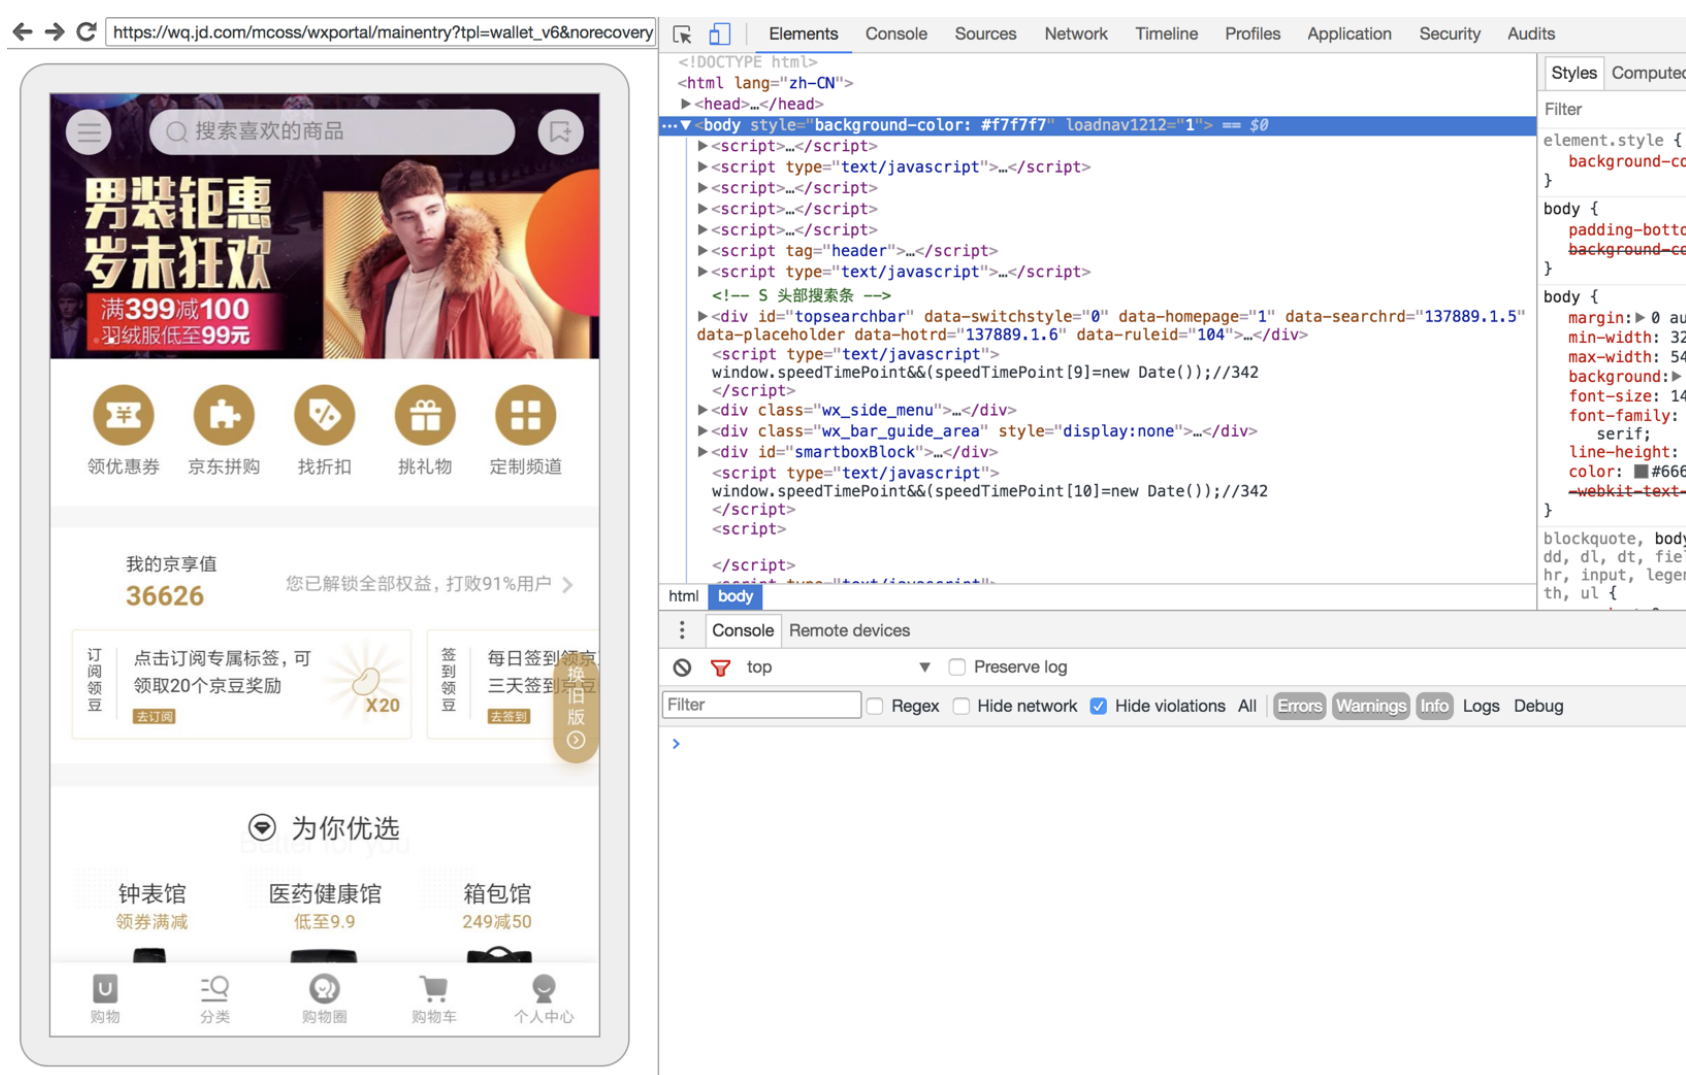 https://wq.jd.com/mcoss/wxportal/mainentry?tpl=wallet_v6&norecovery
搜索喜欢的商品
男装钜惠
岁末狂欢
满399减100
羽绒服低至99元
领优惠券 京东拼购 找折扣 挑礼物 定制频道
我的京享值
36626
您已解锁全部权益，打败91%用户
订阅领豆
点击订阅专属标签，可
领取20个京豆奖励
去订阅
X20
签到领豆
每日签到领京
三天签到京豆
去签到
换旧版
为你优选
Better for you
钟表馆 医药健康馆 箱包馆
领券满减 低至9.9 249减50
购物 分类 购物圈 购物车 个人中心
Elements Console Sources Network Timeline Profiles Application Security Audits
<!DOCTYPE html>
<html lang="zh-CN">
▶<head>…</head>
…▼<body style="background-color: #f7f7f7" loadnav1212="1"> == $0
▶<script>…</script>
▶<script type="text/javascript">…</script>
▶<script>…</script>
▶<script>…</script>
▶<script>…</script>
▶<script tag="header">…</script>
▶<script type="text/javascript">…</script>
<!-- S 头部搜索条 -->
▶<div id="topsearchbar" data-switchstyle="0" data-homepage="1" data-searchrd="137889.1.5"
data-placeholder data-hotrd="137889.1.6" data-ruleid="104">…</div>
<script type="text/javascript">
window.speedTimePoint&&(speedTimePoint[9]=new Date());//342
</script>
▶<div class="wx_side_menu">…</div>
▶<div class="wx_bar_guide_area" style="display:none">…</div>
▶<div id="smartboxBlock">…</div>
<script type="text/javascript">
window.speedTimePoint&&(speedTimePoint[10]=new Date());//342
</script>
<script>
</script>
<script type="text/javascript">
html body
Styles Computed
Filter
element.style {
background-co
}
body {
padding-botto
background-co
}
body {
margin:▶ 0 au
min-width: 32
max-width: 54
background:▶
font-size: 14
font-family:
serif;
line-height:
color: #666
-webkit-text-
}
blockquote, body
dd, dl, dt, fiel
hr, input, legen
th, ul {
Console Remote devices
top ▼ Preserve log
Filter Regex Hide network Hide violations All Errors Warnings Info Logs Debug
>